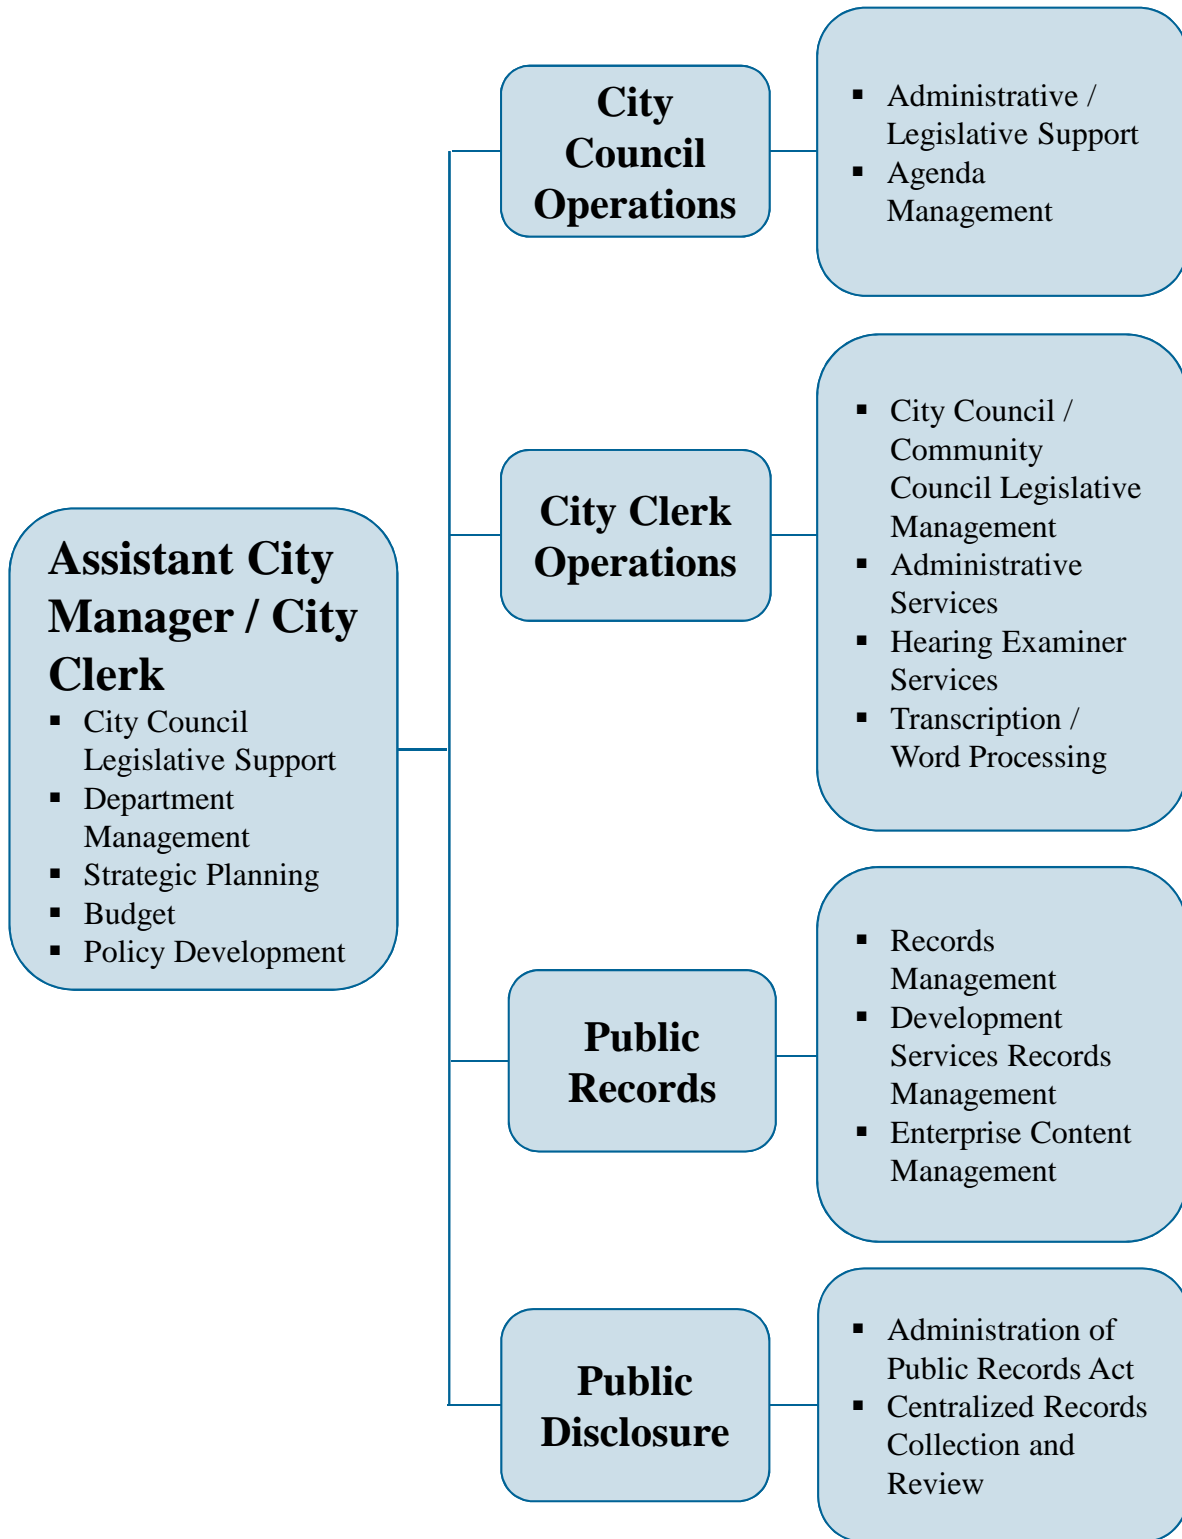 Assistant City
Manager / City
Clerk
▪ City Council
Legislative Support
▪ Department
Management
▪ Strategic Planning
▪ Budget
▪ Policy Development
City
Council
Operations
▪ Administrative /
Legislative Support
▪ Agenda
Management
City Clerk
Operations
▪ City Council /
Community
Council Legislative
Management
▪ Administrative
Services
▪ Hearing Examiner
Services
▪ Transcription /
Word Processing
Public
Records
▪ Records
Management
▪ Development
Services Records
Management
▪ Enterprise Content
Management
Public
Disclosure
▪ Administration of
Public Records Act
▪ Centralized Records
Collection and
Review